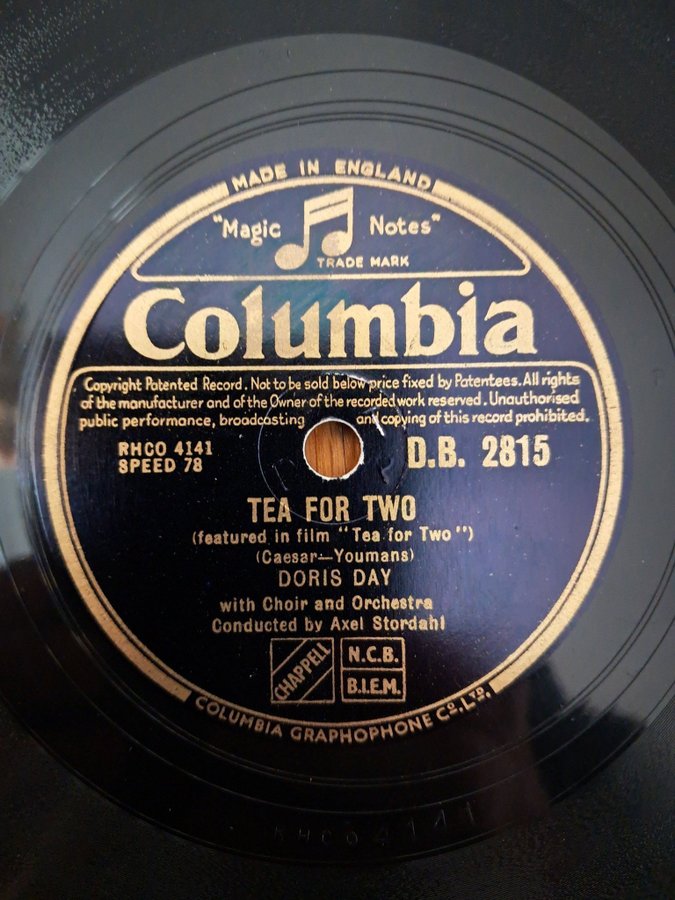 MADE IN ENGLAND
"Magic Notes"
TRADE MARK
Columbia
Copyright Patented Record. Not to be sold below price fixed by Patentees. All rights
of the manufacturer and of the Owner of the recorded work reserved. Unauthorised
public performance, broadcasting and copying of this record prohibited.
RHCO 4141
SPEED 78
D.B. 2815
TEA FOR TWO
(featured in film "Tea for Two")
(Caesar—Youmans)
DORIS DAY
with Choir and Orchestra
Conducted by Axel Stordahl
CHAPPELL
N.C.B.
B.I.E.M.
COLUMBIA GRAPHOPHONE Co. LTD.
RHCO4141